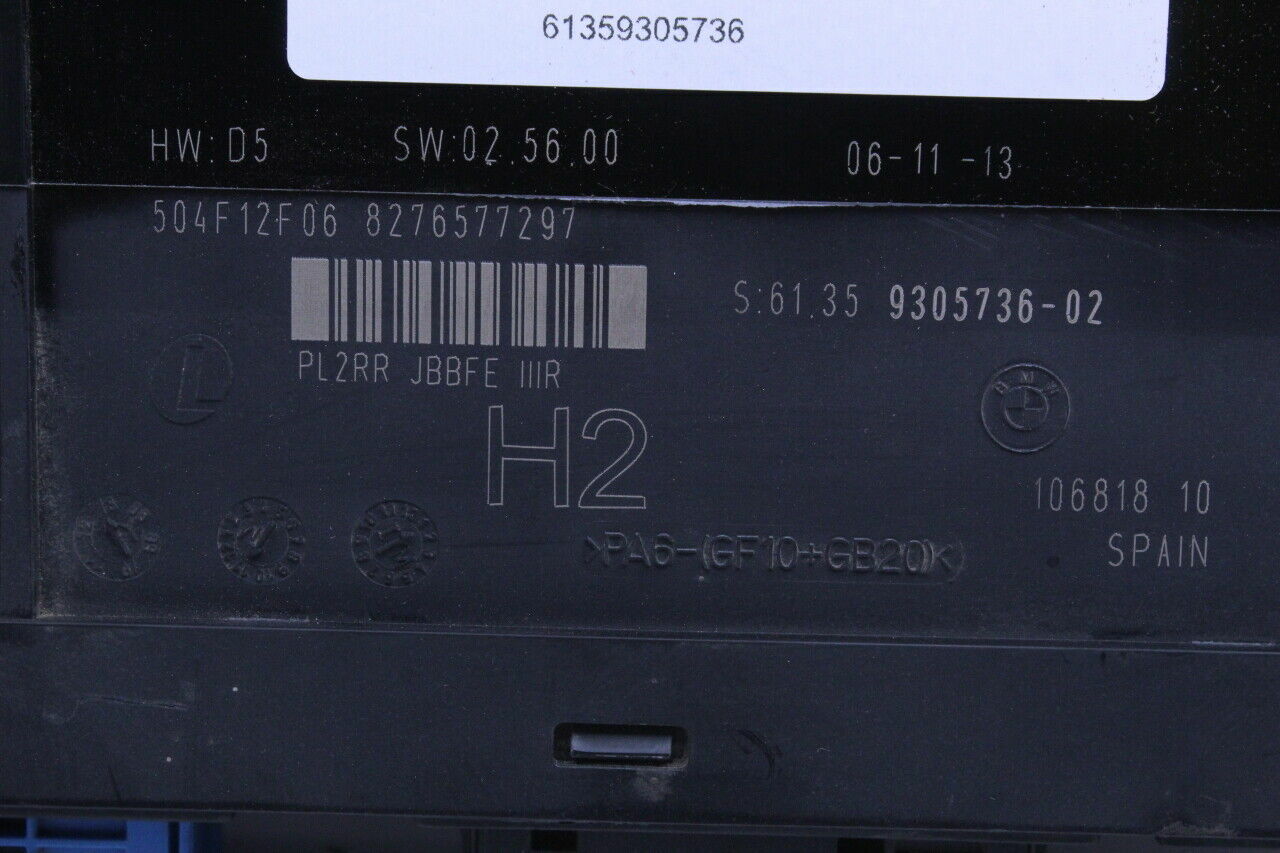 61359305736
HW:D5 SW:02.56.00 06-11-13
504F12F06 8276577297
S:61.35 9305736-02
PL2RR JBBFE IIIR
BMW
H2
106818 10
>PA6-(GF10+GB20)<
SPAIN